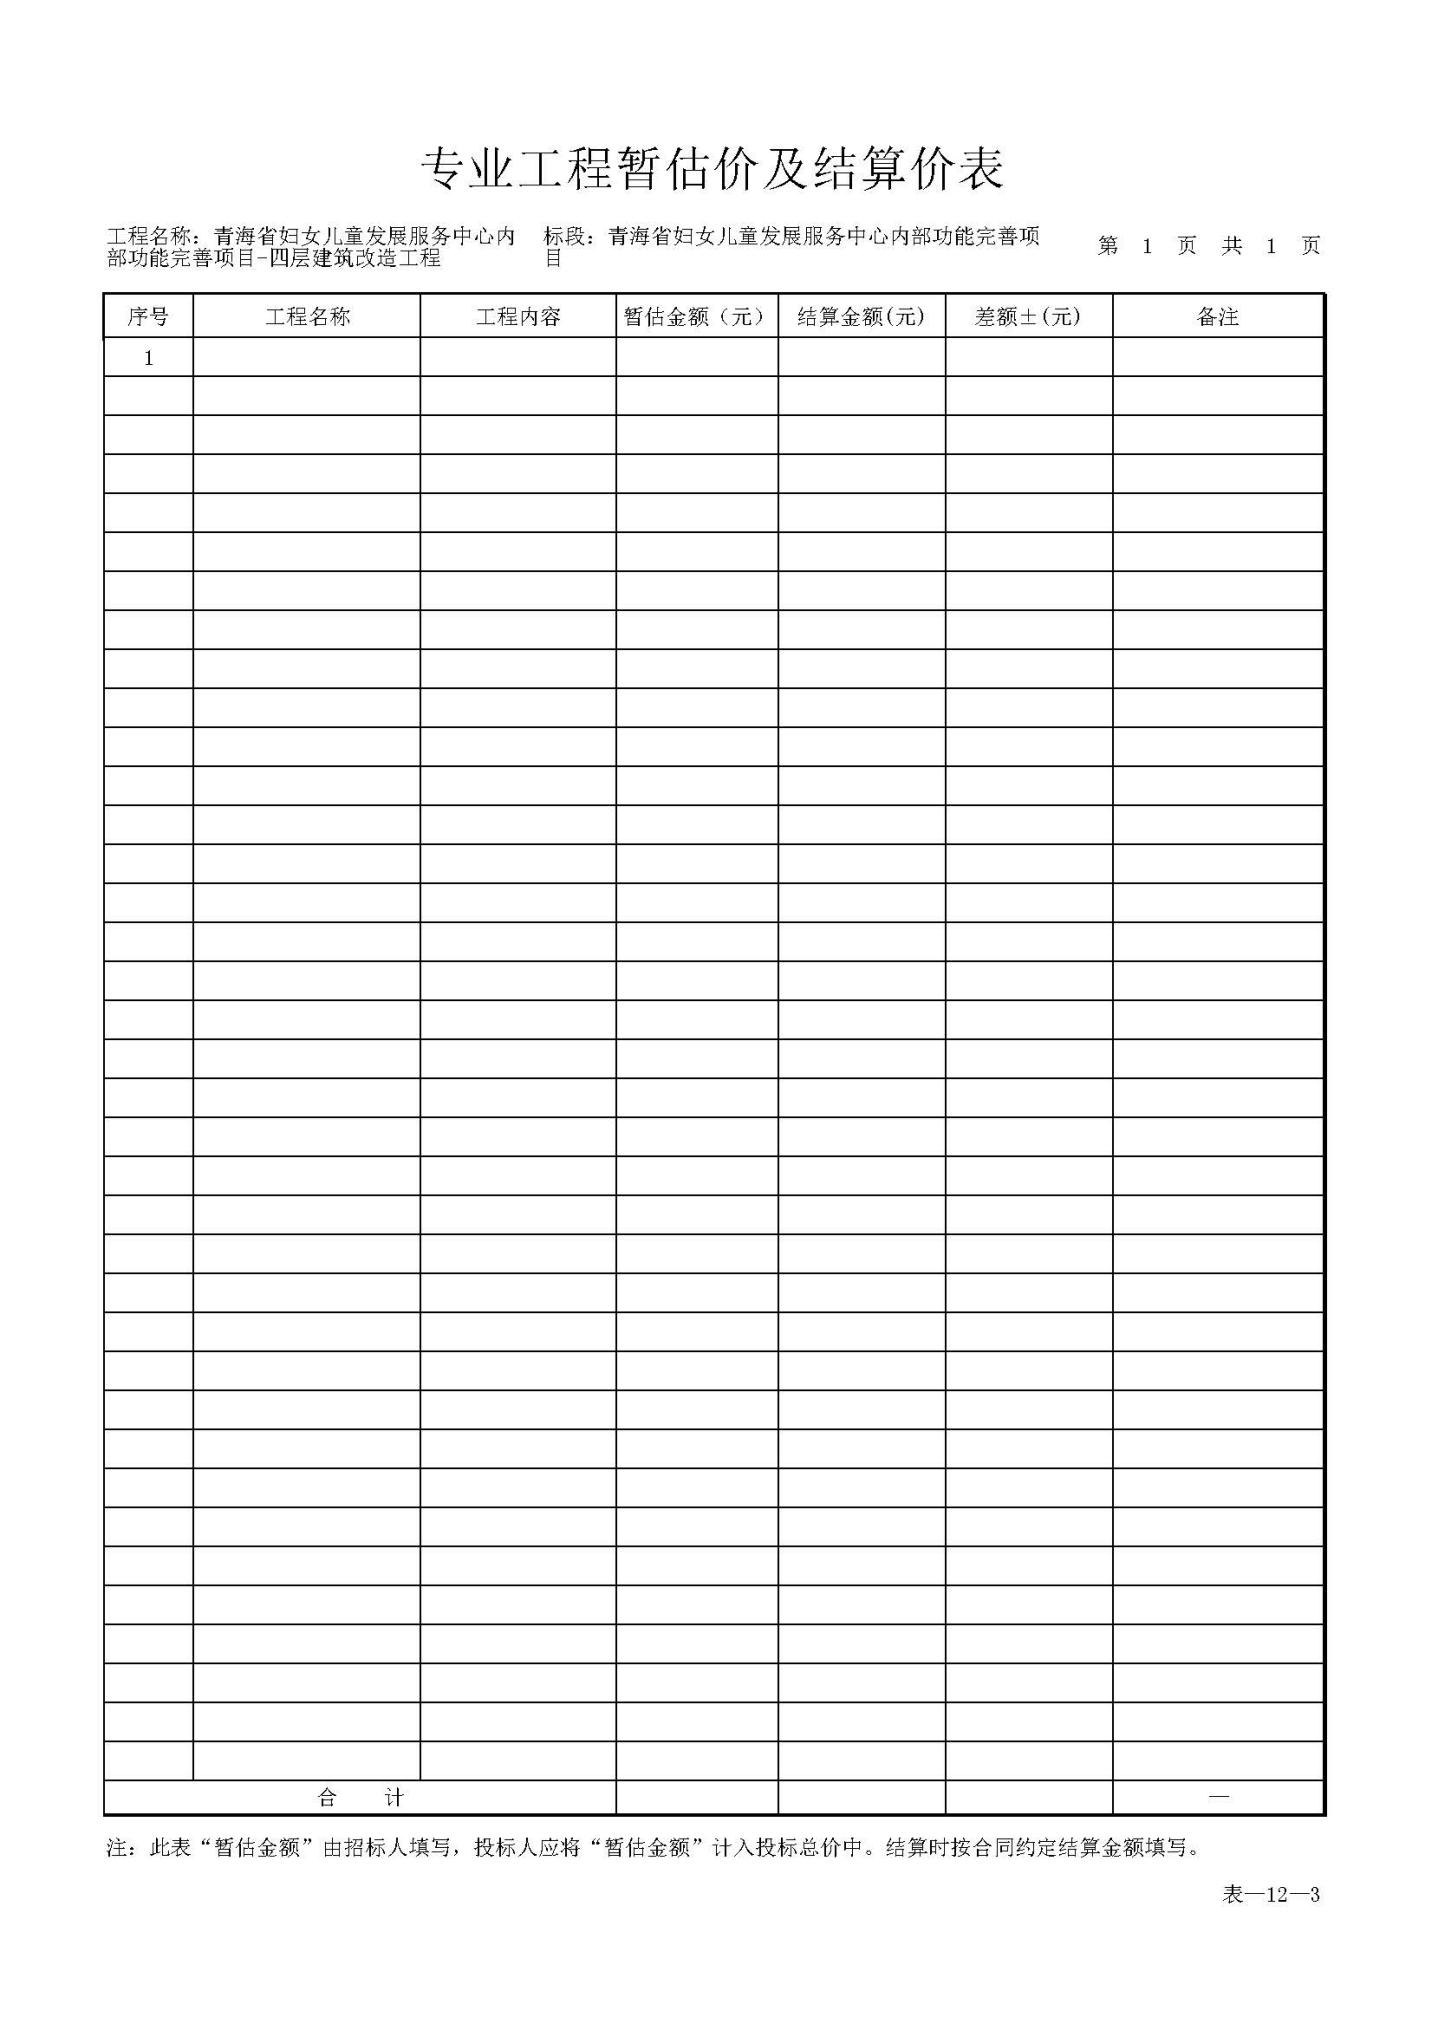 专业工程暂估价及结算价表
工程名称：青海省妇女儿童发展服务中心内
部功能完善项目-四层建筑改造工程
标段：青海省妇女儿童发展服务中心内部功能完善项
目
第 1 页 共 1 页
序号 工程名称 工程内容 暂估金额（元） 结算金额(元) 差额±(元) 备注
1
合 计 —
注：此表“暂估金额”由招标人填写，投标人应将“暂估金额”计入投标总价中。结算时按合同约定结算金额填写。
表—12—3